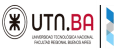 UTN.BA
UNIVERSIDAD TECNOLÓGICA NACIONAL
FACULTAD REGIONAL BUENOS AIRES